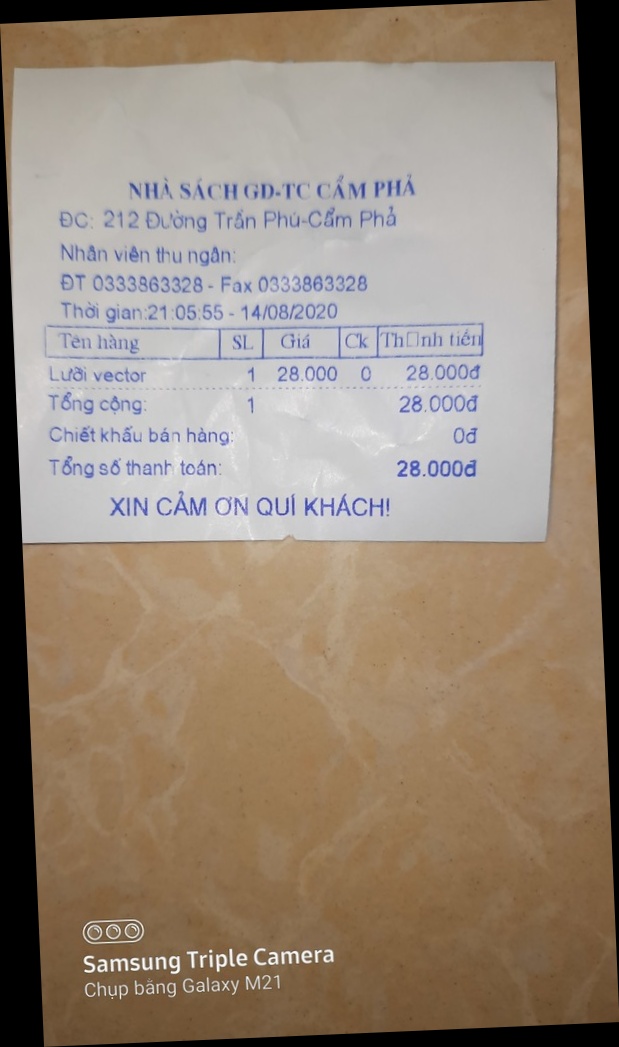 NHÀ SÁCH GD-TC CẨM PHẢ
ĐC: 212 Đường Trần Phú-Cẩm Phả
Nhân viên thu ngân:
ĐT 0333863328 - Fax 0333863328
Thời gian:21:05:55 - 14/08/2020
Tên hàng SL Giá Ck Th□nh tiền
Lưỡi vector 1 28.000 0 28.000đ
Tổng cộng: 1 28.000đ
Chiết khấu bán hàng: 0đ
Tổng số thanh toán: 28.000đ
XIN CẢM ƠN QUÍ KHÁCH!
Samsung Triple Camera
Chụp bằng Galaxy M21